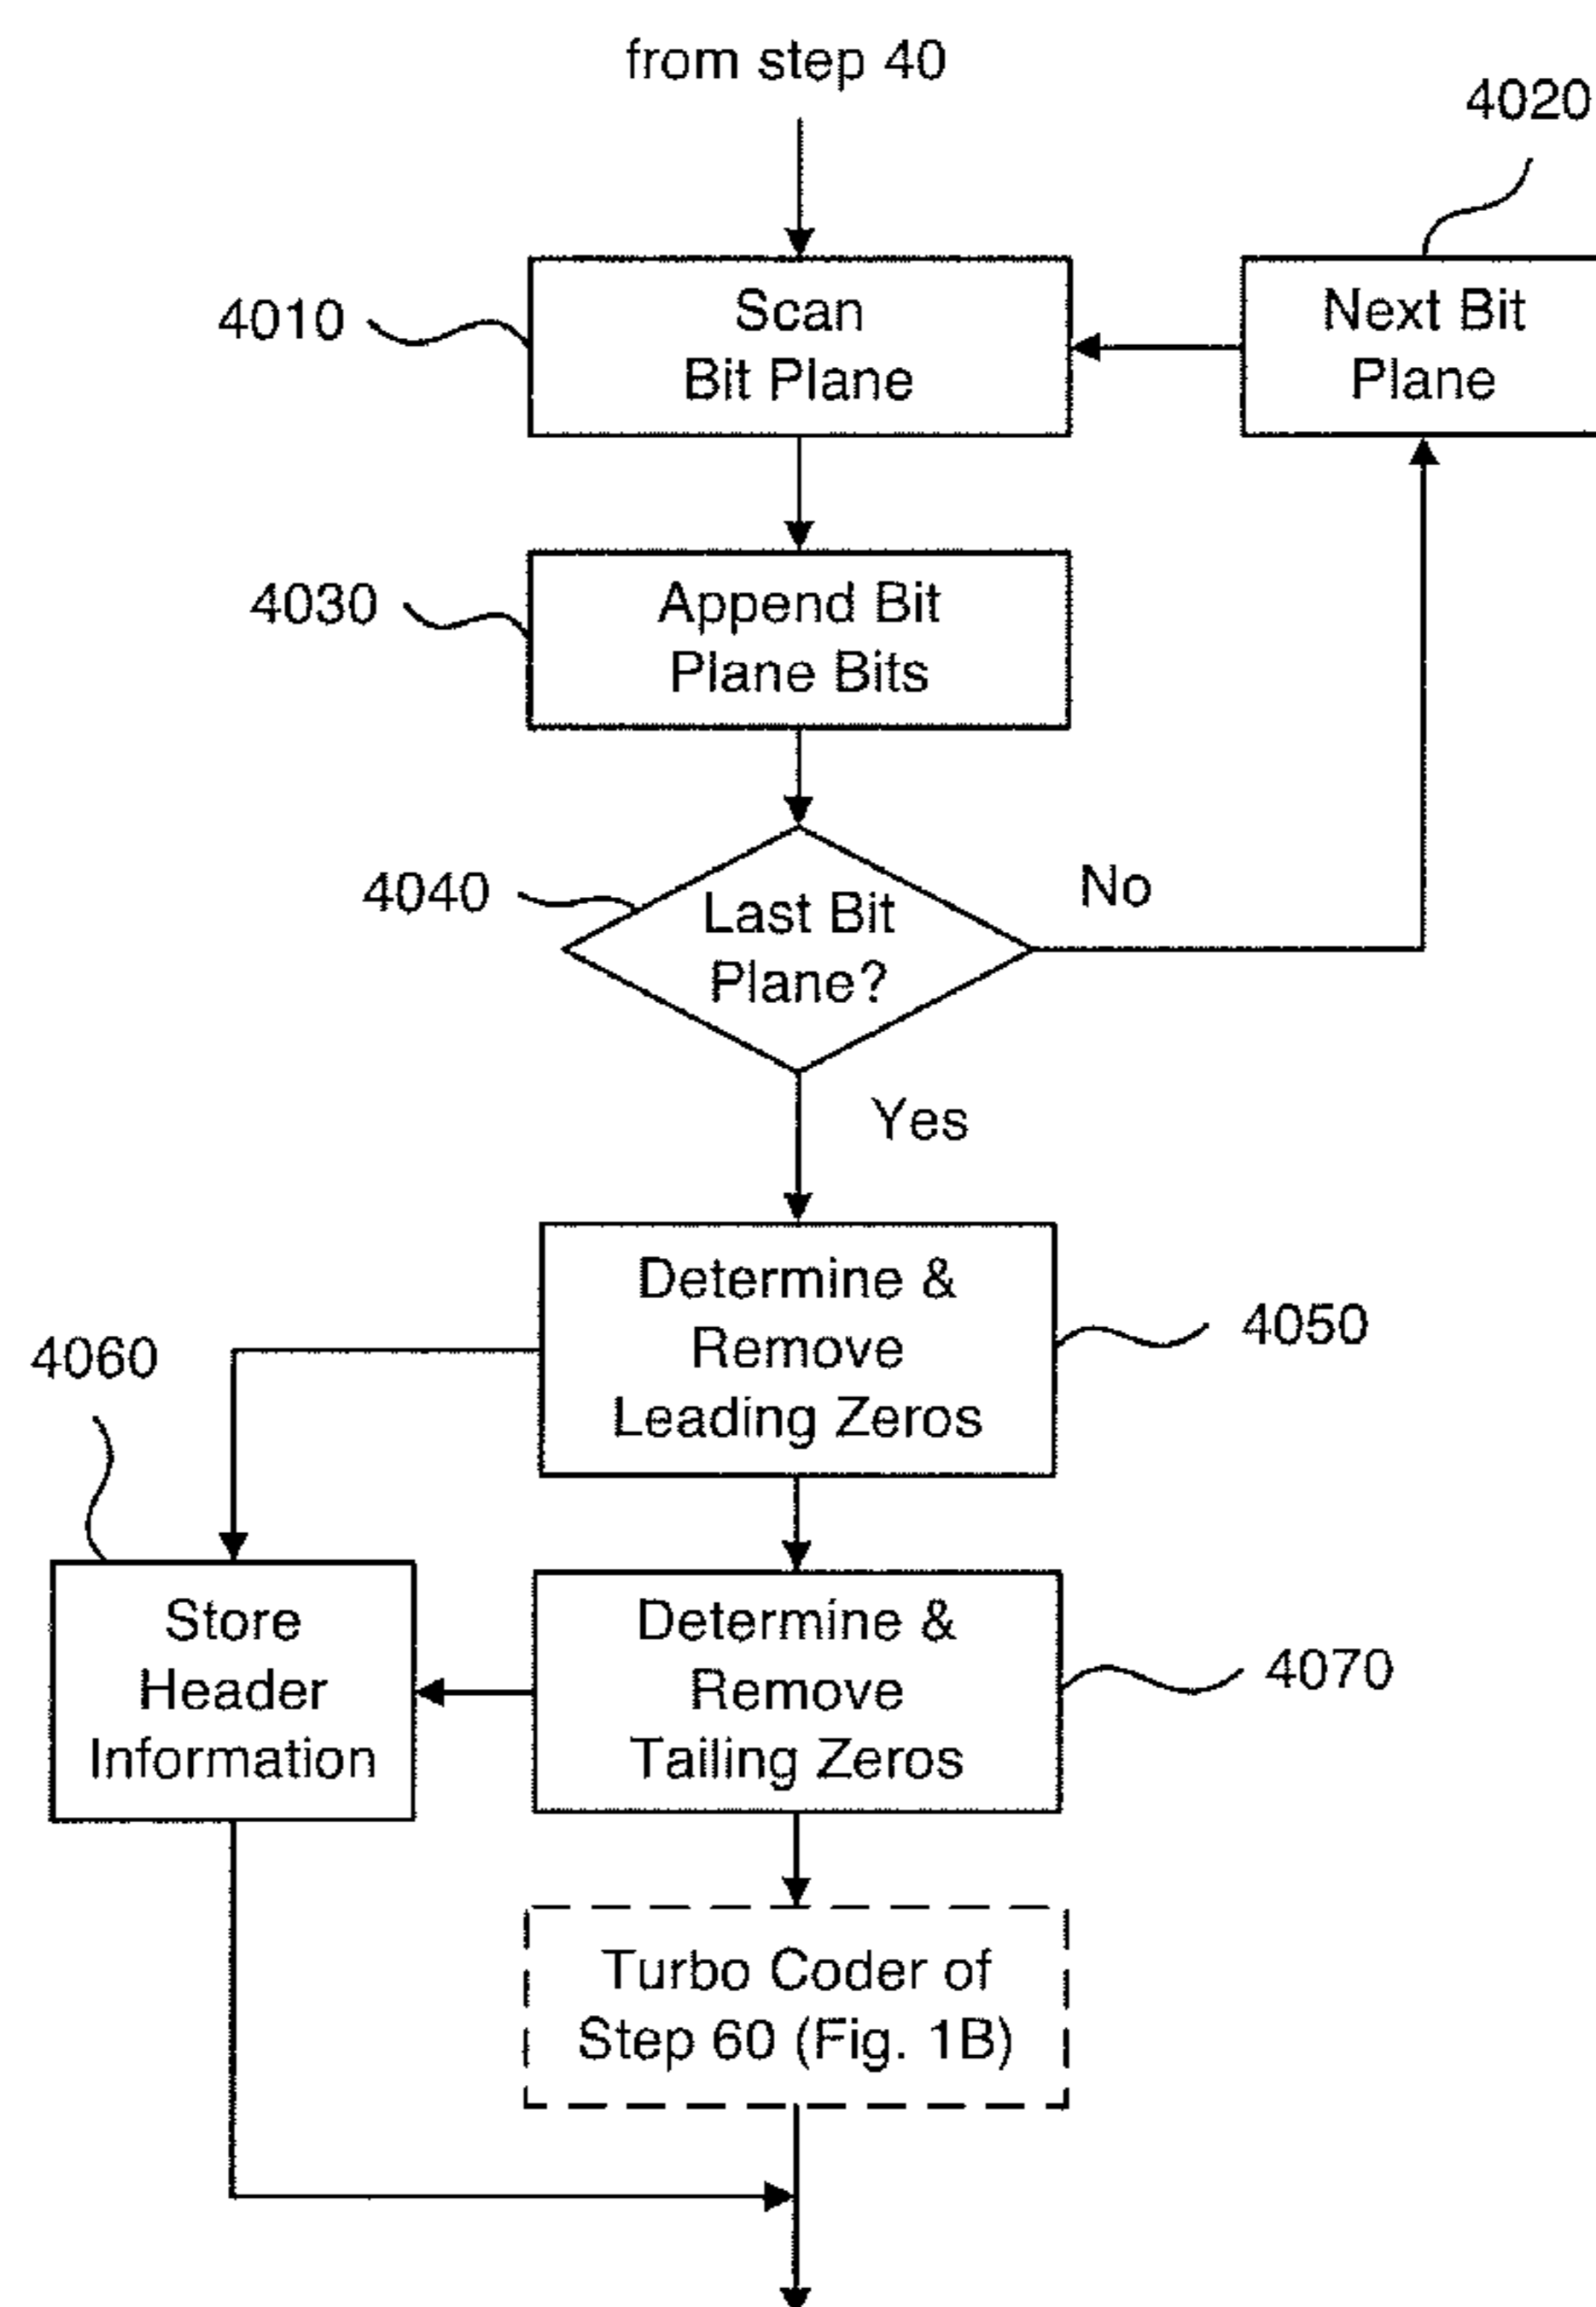 from step 40
4020
4010
Scan
Bit Plane
Next Bit
Plane
4030
Append Bit
Plane Bits
4040
Last Bit
Plane?
No
Yes
Determine &
Remove
Leading Zeros
4050
4060
Store
Header
Information
Determine &
Remove
Tailing Zeros
4070
Turbo Coder of
Step 60 (Fig. 1B)